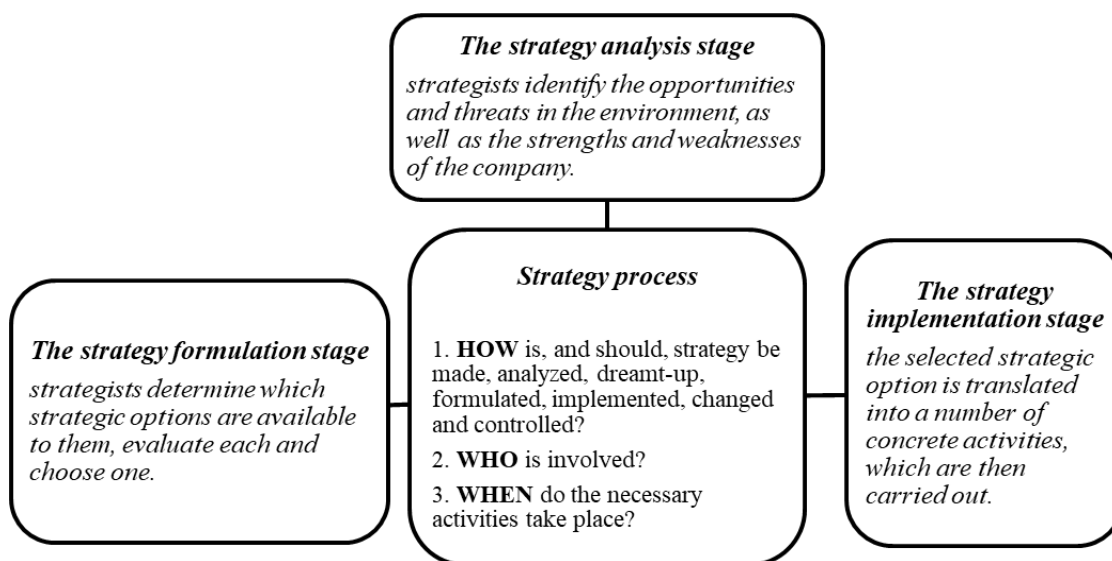 The strategy analysis stage
strategists identify the opportunities
and threats in the environment, as
well as the strengths and weaknesses
of the company.
The strategy formulation stage
strategists determine which
strategic options are available
to them, evaluate each and
choose one.
Strategy process
1. HOW is, and should, strategy be
made, analyzed, dreamt-up,
formulated, implemented, changed
and controlled?
2. WHO is involved?
3. WHEN do the necessary
activities take place?
The strategy
implementation stage
the selected strategic
option is translated
into a number of
concrete activities,
which are then
carried out.